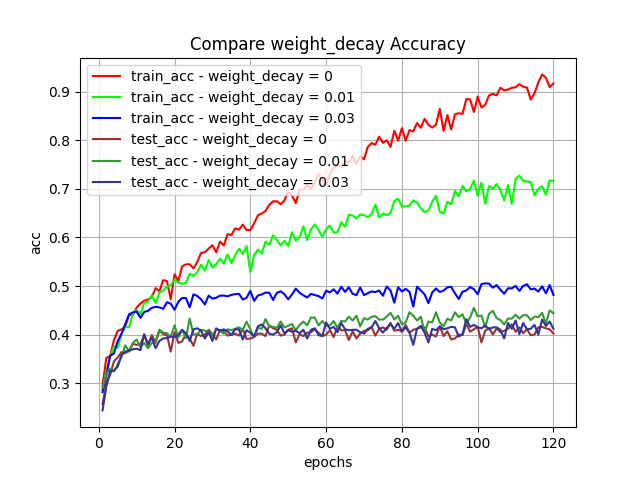 Compare weight_decay Accuracy
train_acc - weight_decay = 0
train_acc - weight_decay = 0.01
train_acc - weight_decay = 0.03
test_acc - weight_decay = 0
test_acc - weight_decay = 0.01
test_acc - weight_decay = 0.03
acc
0.9
0.8
0.7
0.6
0.5
0.4
0.3
0 20 40 60 80 100 120
epochs